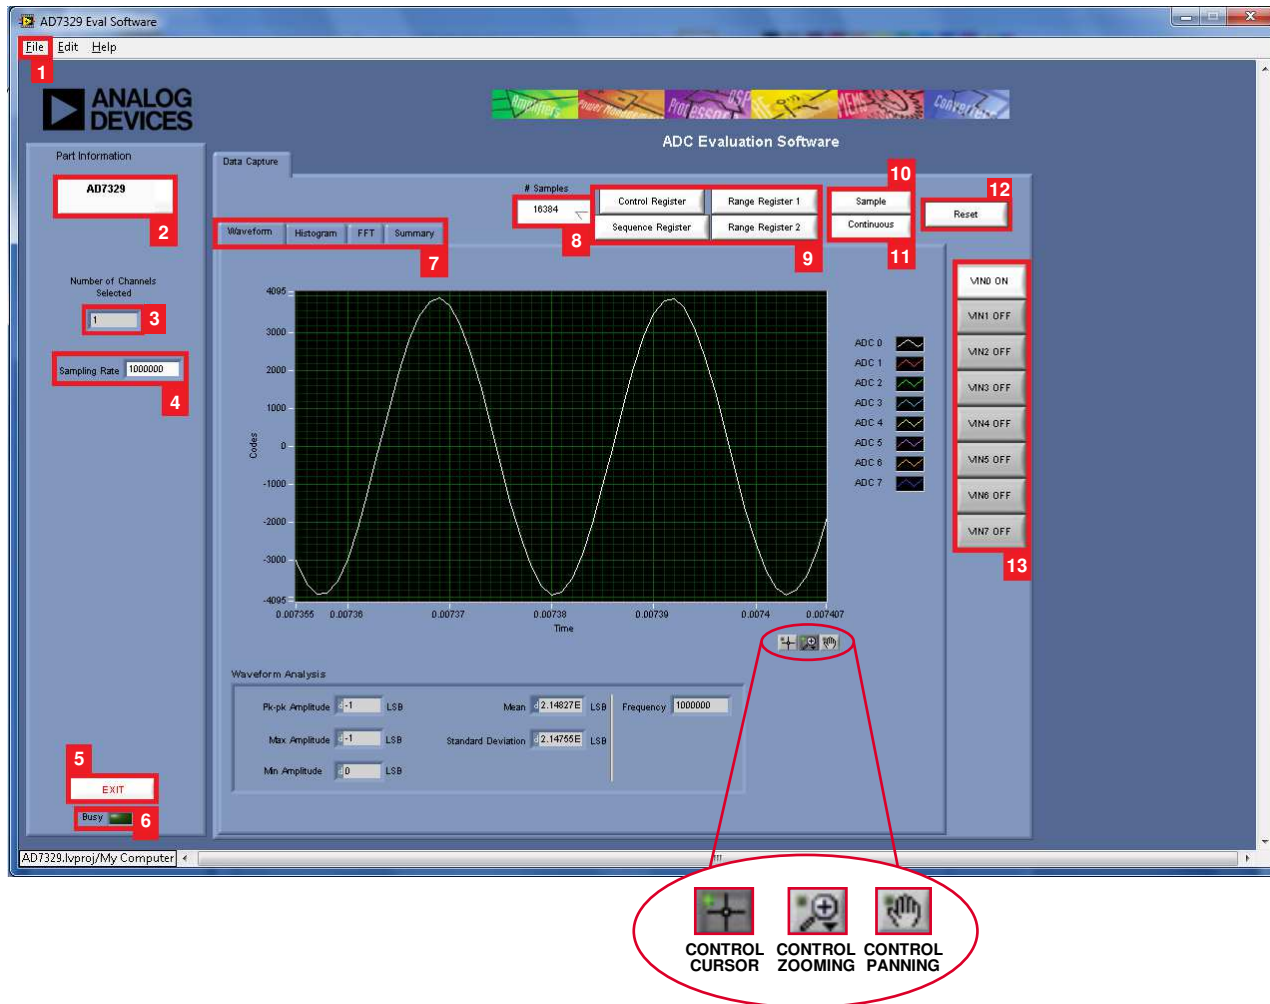 AD7329 Eval Software
File Edit Help
1
ANALOG
DEVICES
Amplifiers Power Processors DSP MEMS Converters
ADC Evaluation Software
Part Information
AD7329
2
Number of Channels
Selected
1
3
Sampling Rate 1000000
4
5
EXIT
Busy
6
Data Capture
# Samples
16384
8
Control Register Range Register 1
Sequence Register Range Register 2
9
10
Sample
Continuous
11
12
Reset
Waveform Histogram FFT Summary
7
4095
3000
2000
1000
0
-1000
-2000
-3000
-4095
Codes
0.007355 0.00736 0.00737 0.00738 0.00739 0.0074 0.007407
Time
ADC 0
ADC 1
ADC 2
ADC 3
ADC 4
ADC 5
ADC 6
ADC 7
VIN0 ON
VIN1 OFF
VIN2 OFF
VIN3 OFF
VIN4 OFF
VIN5 OFF
VIN6 OFF
VIN7 OFF
13
Waveform Analysis
Pk-pk Amplitude -1 LSB Mean 2.14827E LSB Frequency 1000000
Max Amplitude -1 LSB Standard Deviation 2.14755E LSB
Min Amplitude 0 LSB
AD7329.lvproj/My Computer
CONTROL
CURSOR
CONTROL
ZOOMING
CONTROL
PANNING